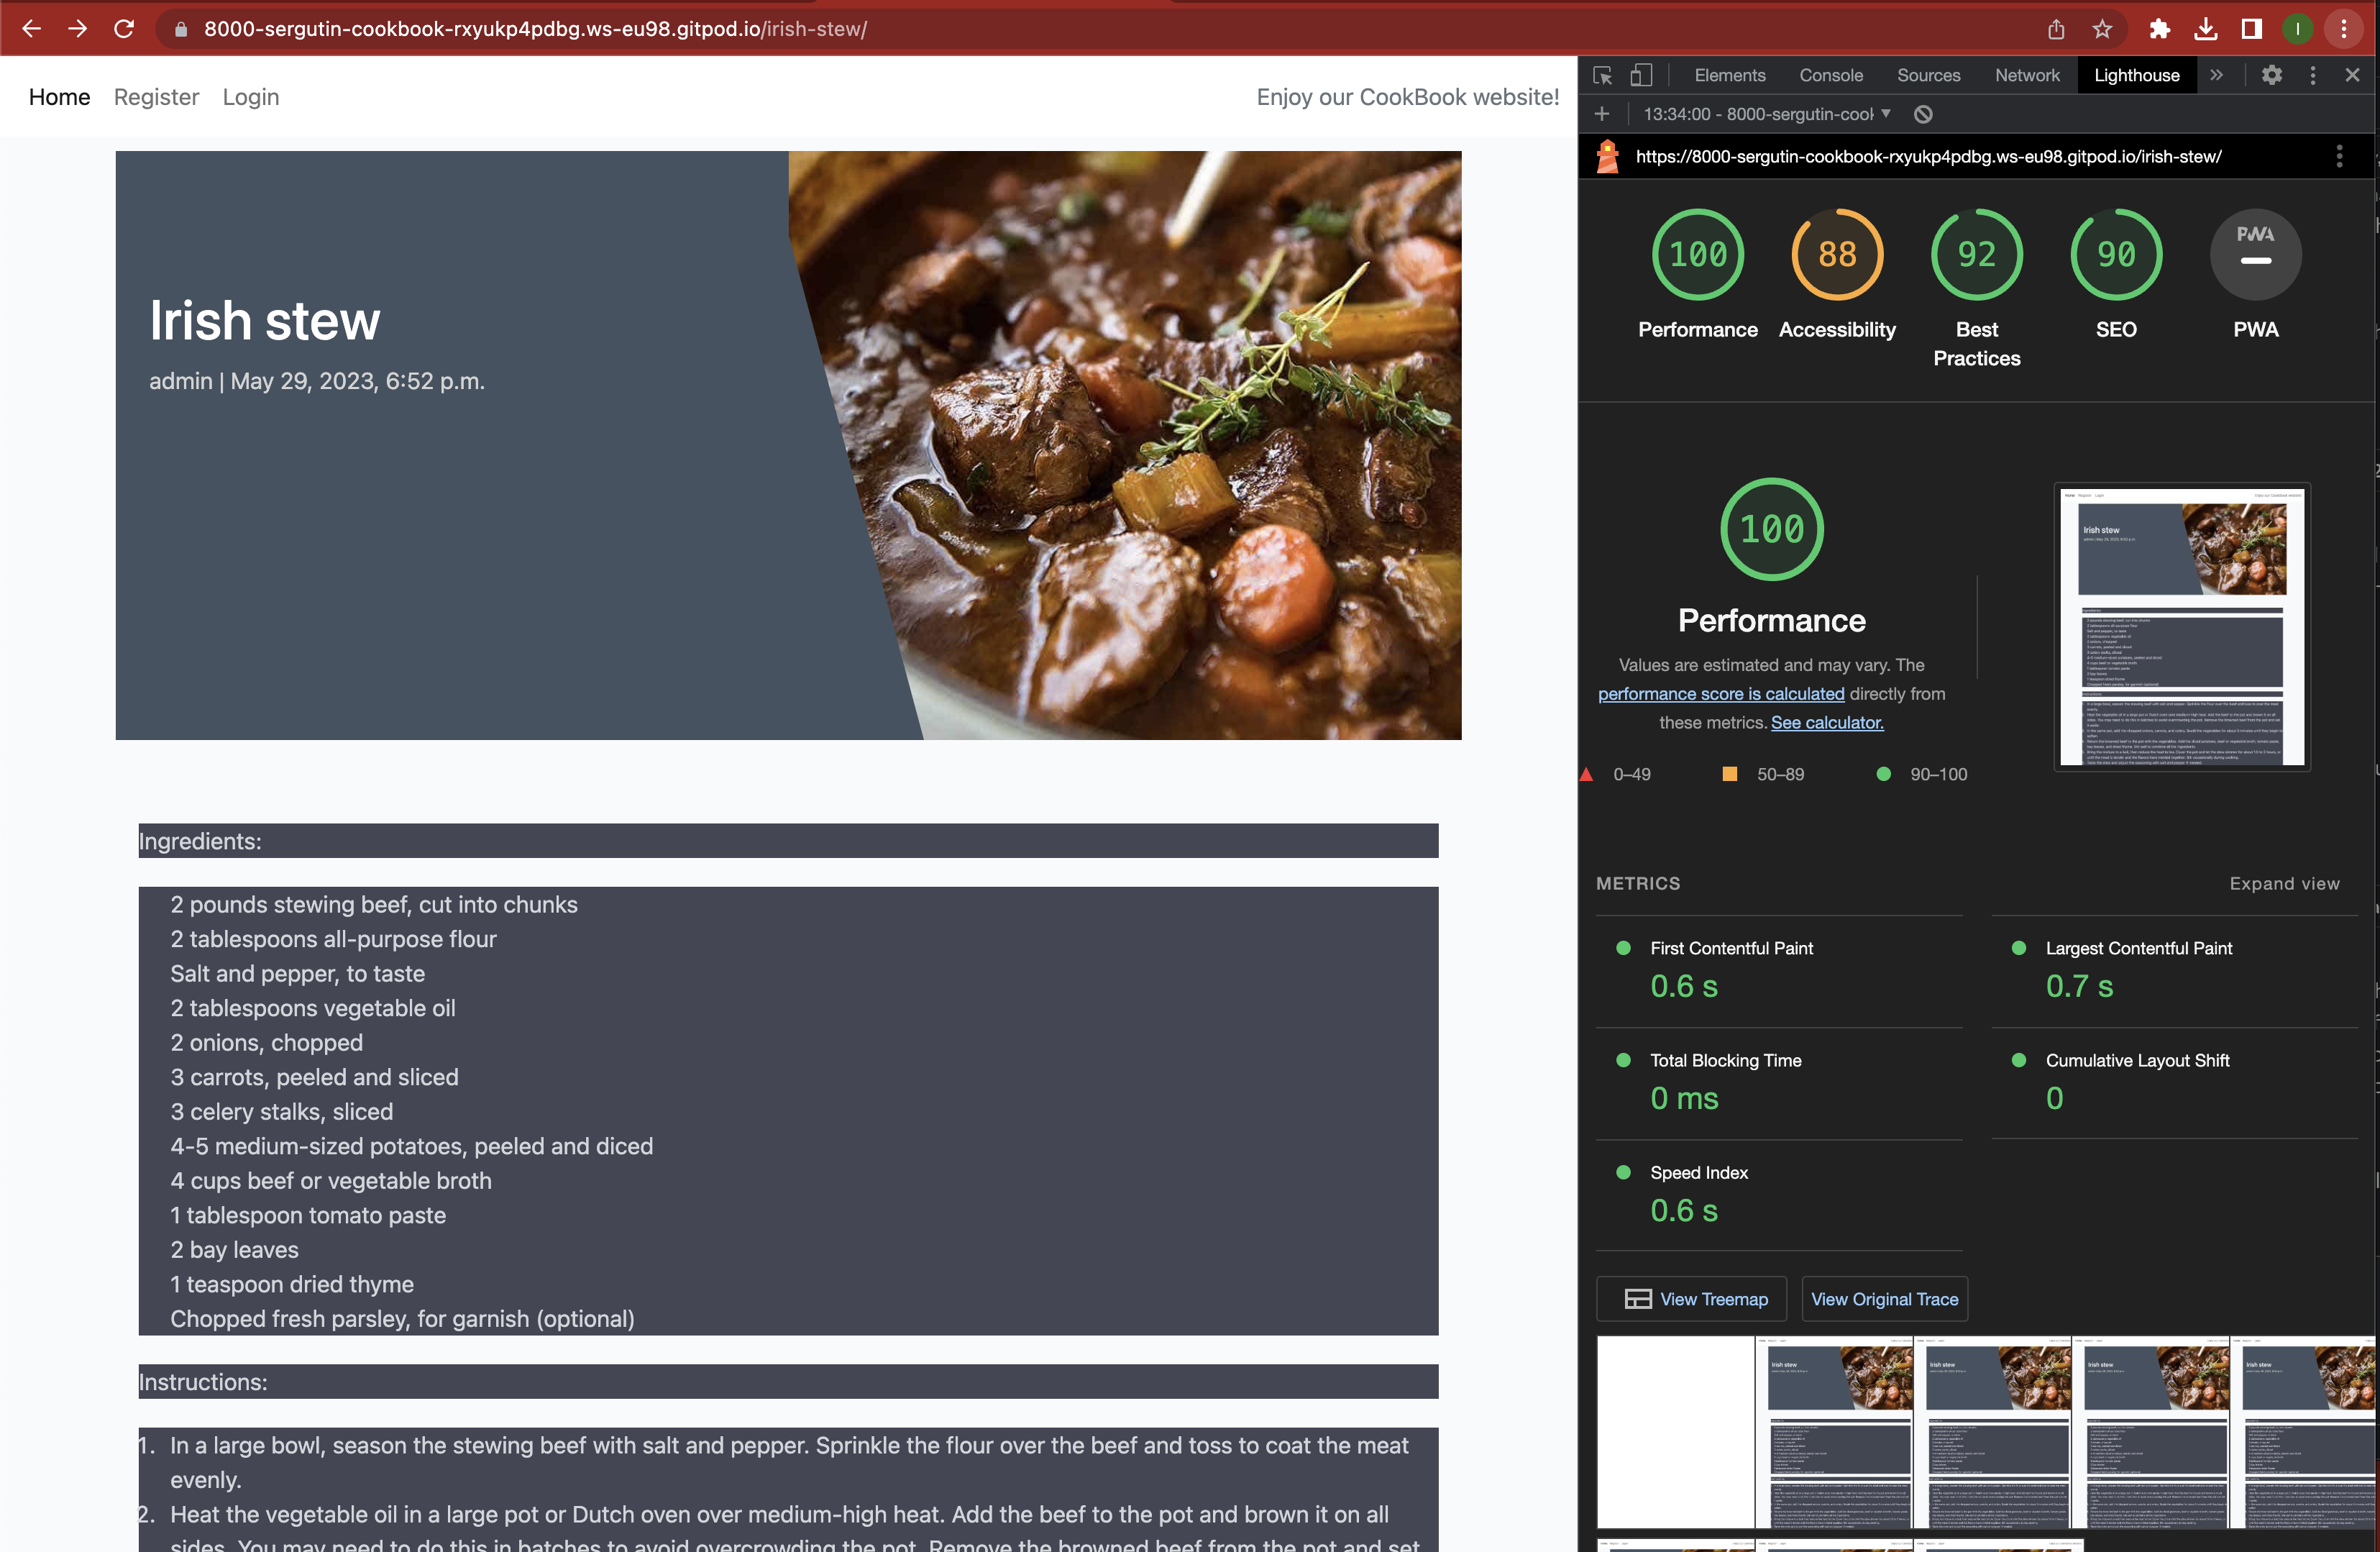 8000-sergutin-cookbook-rxyukp4pdbg.ws-eu98.gitpod.io/irish-stew/
I
Home Register Login
Enjoy our CookBook website!
Irish stew
admin | May 29, 2023, 6:52 p.m.
Ingredients:
2 pounds stewing beef, cut into chunks
2 tablespoons all-purpose flour
Salt and pepper, to taste
2 tablespoons vegetable oil
2 onions, chopped
3 carrots, peeled and sliced
3 celery stalks, sliced
4-5 medium-sized potatoes, peeled and diced
4 cups beef or vegetable broth
1 tablespoon tomato paste
2 bay leaves
1 teaspoon dried thyme
Chopped fresh parsley, for garnish (optional)
Instructions:
1. In a large bowl, season the stewing beef with salt and pepper. Sprinkle the flour over the beef and toss to coat the meat
evenly.
2. Heat the vegetable oil in a large pot or Dutch oven over medium-high heat. Add the beef to the pot and brown it on all
sides. You may need to do this in batches to avoid overcrowding the pot. Remove the browned beef from the pot and set
Elements Console Sources Network Lighthouse
13:34:00 - 8000-sergutin-cook
https://8000-sergutin-cookbook-rxyukp4pdbg.ws-eu98.gitpod.io/irish-stew/
100 88 92 90 PWA
Performance Accessibility Best SEO PWA
Practices
100
Performance
Values are estimated and may vary. The
performance score is calculated directly from
these metrics. See calculator.
0–49 50–89 90–100
METRICS
Expand view
First Contentful Paint
0.6 s
Largest Contentful Paint
0.7 s
Total Blocking Time
0 ms
Cumulative Layout Shift
0
Speed Index
0.6 s
View Treemap
View Original Trace
Irish stew
Irish stew
Irish stew
Irish stew
Irish stew